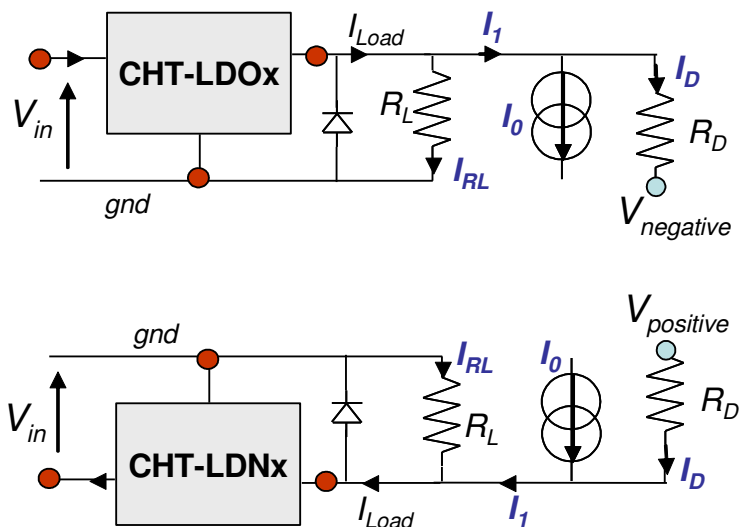 I_Load I_1
CHT-LDOx
I_D
V_in R_L I_0 R_D
I_RL
gnd
V_negative
V_positive
gnd
I_RL I_0
V_in R_L R_D
CHT-LDNx
I_D
I_Load I_1